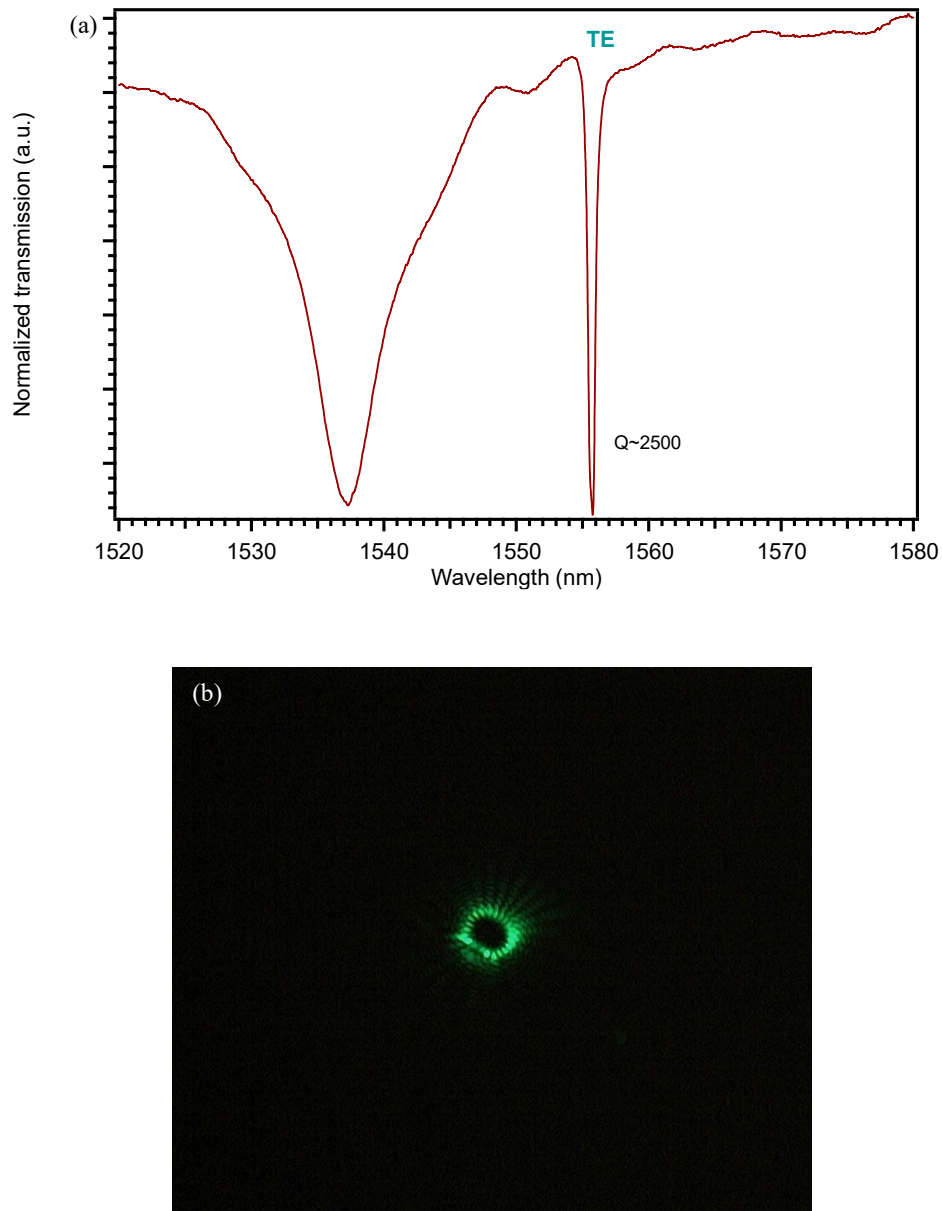 (a)
TE
Normalized transmission (a.u.)
Q~2500
1520 1530 1540 1550 1560 1570 1580
Wavelength (nm)
(b)